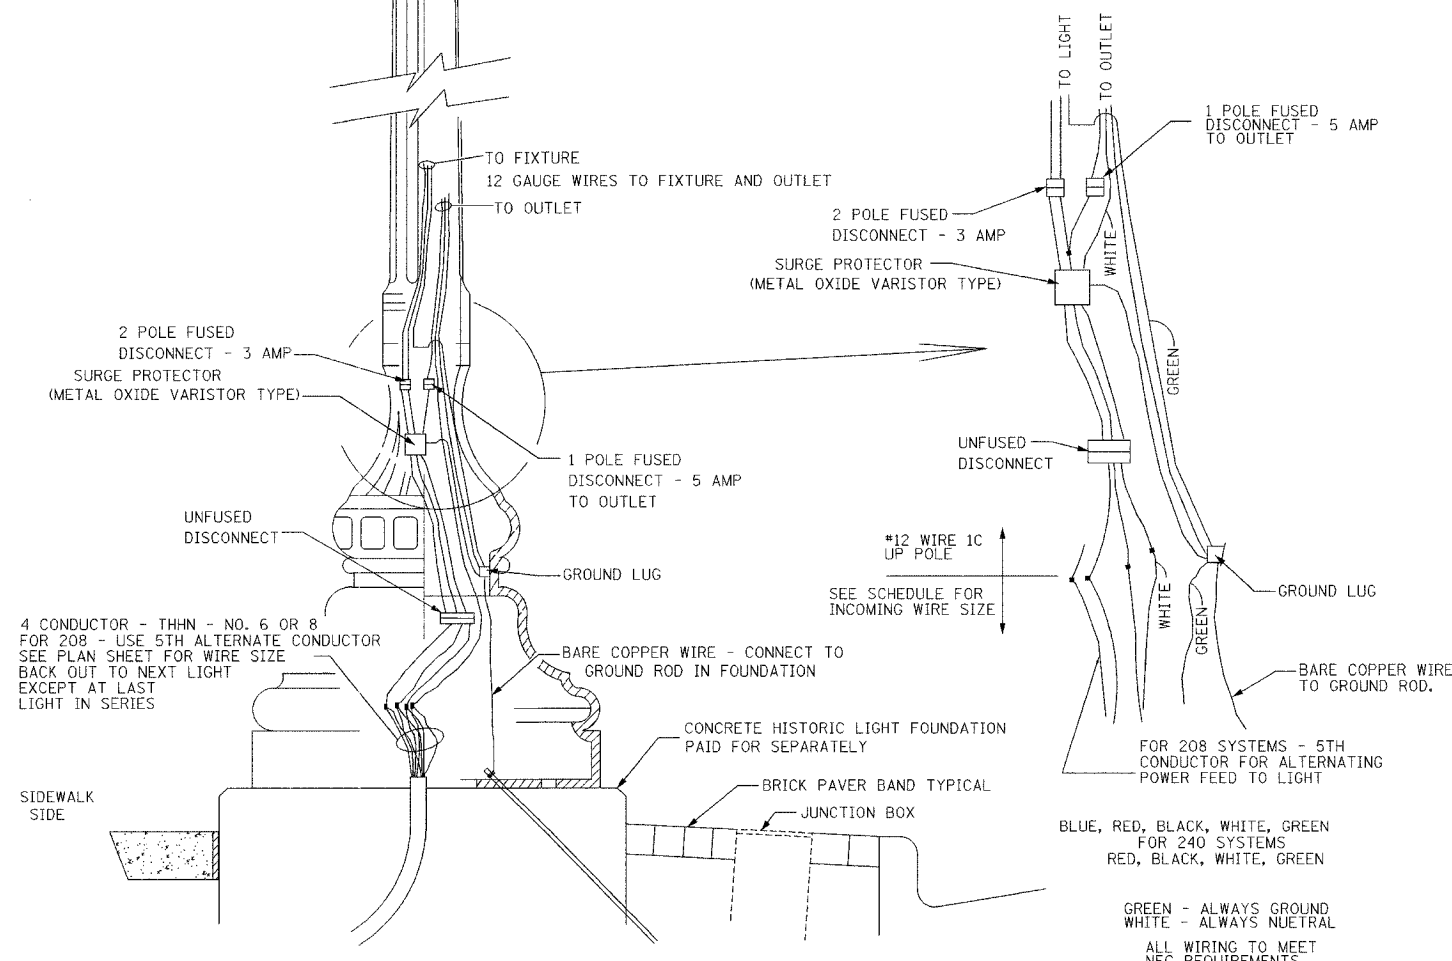 TO LIGHT
TO OUTLET
1 POLE FUSED
DISCONNECT - 5 AMP
TO OUTLET
TO FIXTURE
12 GAUGE WIRES TO FIXTURE AND OUTLET
TO OUTLET
2 POLE FUSED
DISCONNECT - 3 AMP
WHITE
SURGE PROTECTOR
(METAL OXIDE VARISTOR TYPE)
2 POLE FUSED
DISCONNECT - 3 AMP
SURGE PROTECTOR
(METAL OXIDE VARISTOR TYPE)
GREEN
1 POLE FUSED
DISCONNECT - 5 AMP
TO OUTLET
UNFUSED
DISCONNECT
UNFUSED
DISCONNECT
#12 WIRE 1C
UP POLE
SEE SCHEDULE FOR
INCOMING WIRE SIZE
GROUND LUG
GROUND LUG
WHITE
GREEN
4 CONDUCTOR - THHN - NO. 6 OR 8
FOR 208 - USE 5TH ALTERNATE CONDUCTOR
SEE PLAN SHEET FOR WIRE SIZE
BACK OUT TO NEXT LIGHT
EXCEPT AT LAST
LIGHT IN SERIES
BARE COPPER WIRE - CONNECT TO
GROUND ROD IN FOUNDATION
BARE COPPER WIRE
TO GROUND ROD.
CONCRETE HISTORIC LIGHT FOUNDATION
PAID FOR SEPARATELY
FOR 208 SYSTEMS - 5TH
CONDUCTOR FOR ALTERNATING
POWER FEED TO LIGHT
BRICK PAVER BAND TYPICAL
JUNCTION BOX
SIDEWALK
SIDE
BLUE, RED, BLACK, WHITE, GREEN
FOR 240 SYSTEMS
RED, BLACK, WHITE, GREEN
GREEN - ALWAYS GROUND
WHITE - ALWAYS NUETRAL
ALL WIRING TO MEET
NEC REQUIREMENTS